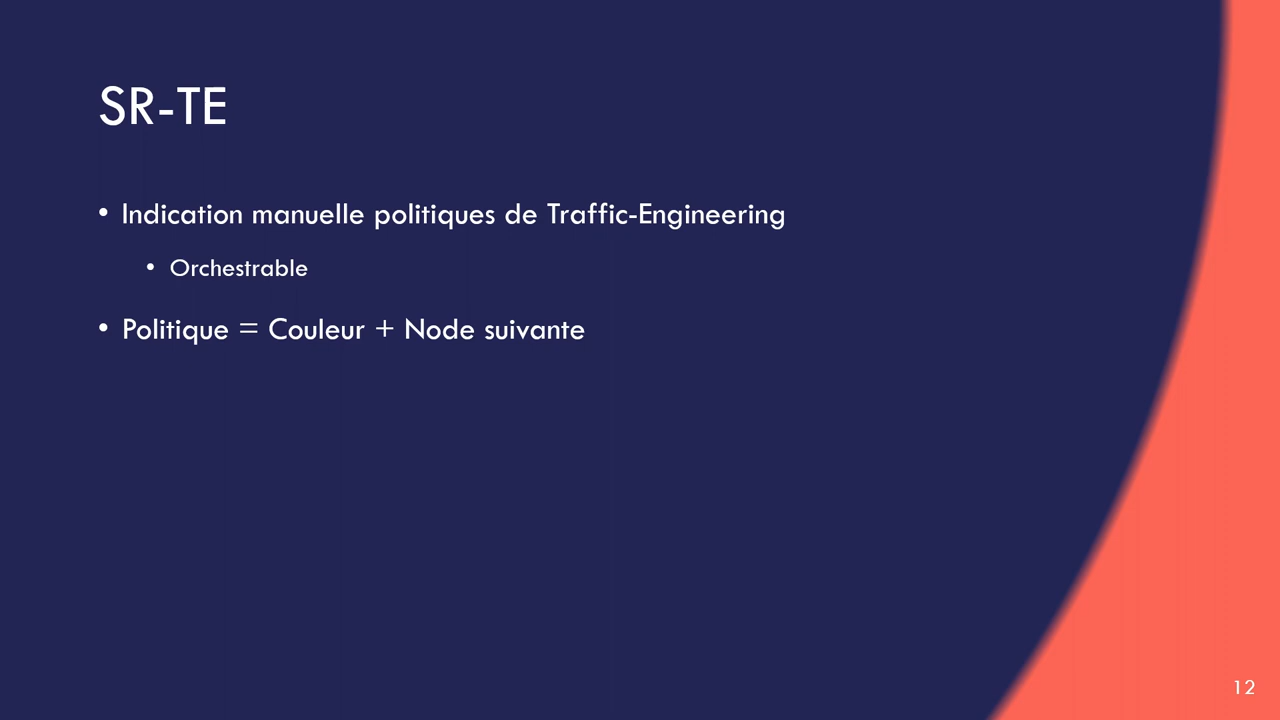 SR-TE
• Indication manuelle politiques de Traffic-Engineering
• Orchestrable
• Politique = Couleur + Node suivante
12